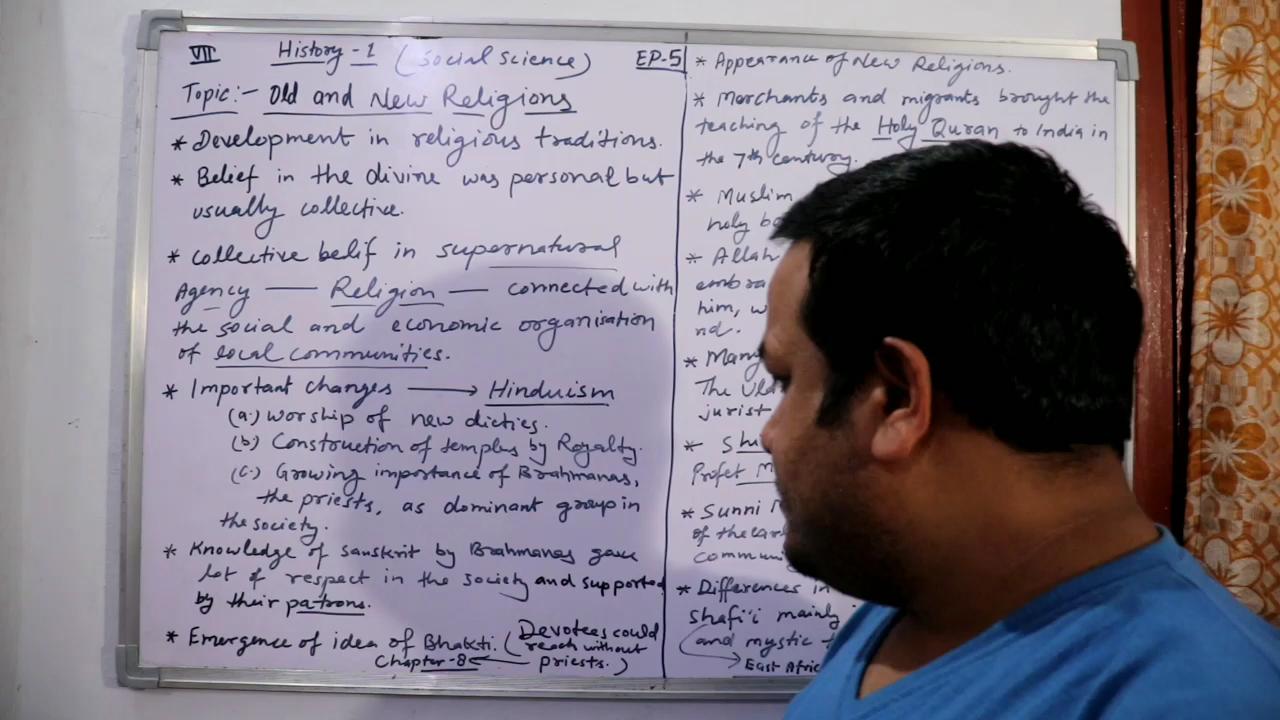 VII History-1 (Social Science) EP-5
Topic:- Old and New Religions
* Development in religious traditions.
* Belief in the divine was personal but
usually collective.
* collective belif in supernatural
Agency — Religion — connected with
the social and economic organisation
of local communities.
* Important changes → Hinduism
(a.) worship of new dieties.
(b) Construction of temples by Royalty.
(c.) Growing importance of Brahmanas,
the priests, as dominant group in
the society.
* Knowledge of sanskrit by Brahmanas gave
lot of respect in the society and supported
by their patrons.
* Emergence of idea of Bhakti. (Devotees could
reach without
priests.)
Chapter-8 ←
* Appearance of New Religions.
* Merchants and migrants brought the
teaching of the Holy Quran to India in
the 7th century.
* Muslim
holy
* Allah
him,
nd.
* Many
The
jurist
*
Profet
* Sunni
of the
* Differences in
Shafi'i mainly
(and mystic
East